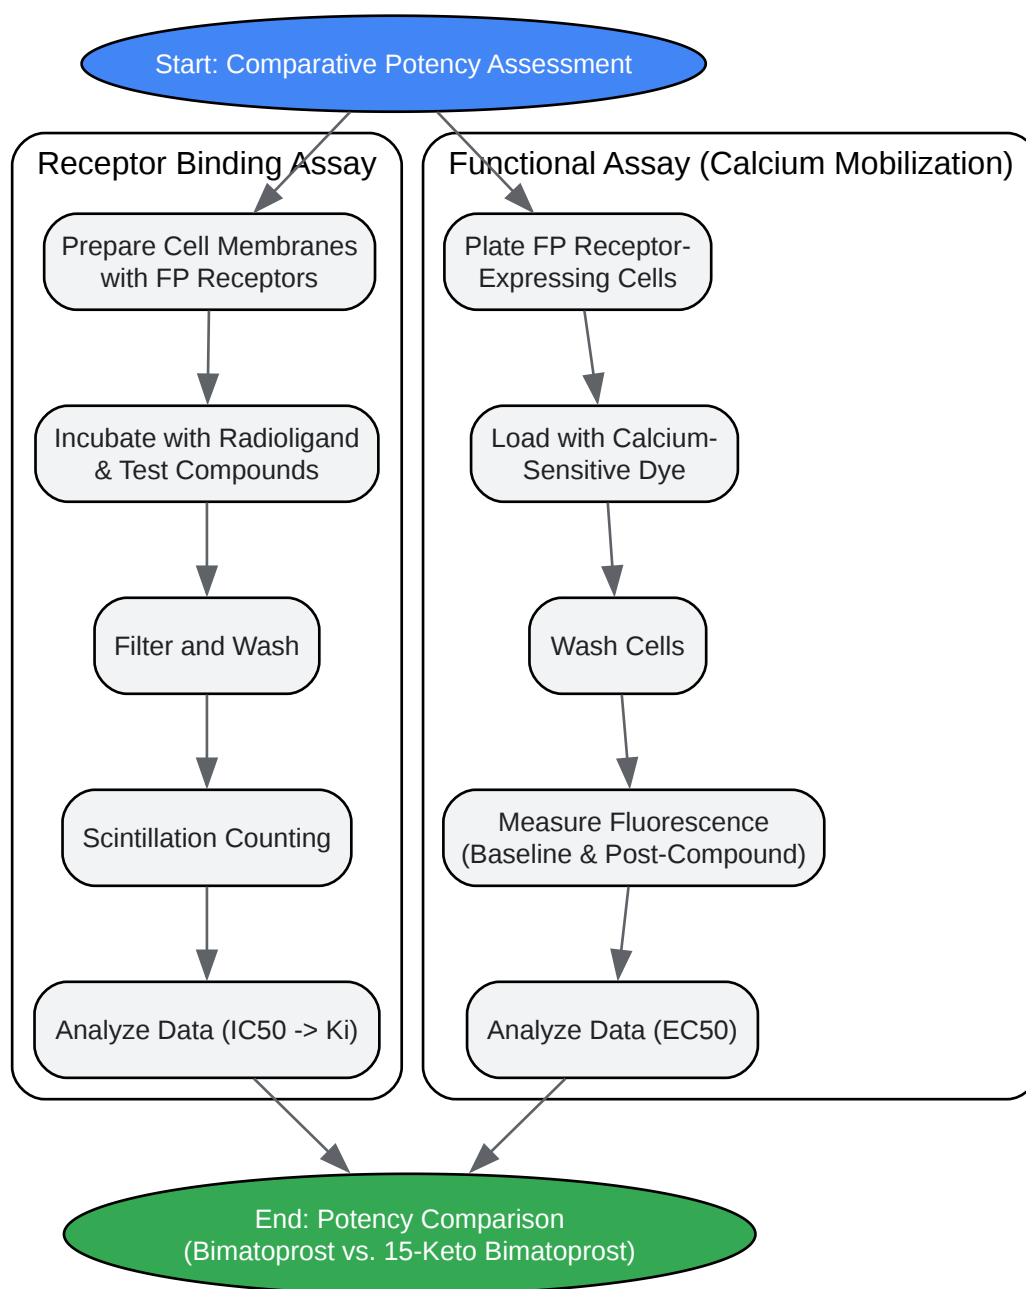 Start: Comparative Potency Assessment
Receptor Binding Assay
Prepare Cell Membranes
with FP Receptors
Incubate with Radioligand
& Test Compounds
Filter and Wash
Scintillation Counting
Analyze Data (IC50 -> Ki)
Functional Assay (Calcium Mobilization)
Plate FP Receptor-
Expressing Cells
Load with Calcium-
Sensitive Dye
Wash Cells
Measure Fluorescence
(Baseline & Post-Compound)
Analyze Data (EC50)
End: Potency Comparison
(Bimatoprost vs. 15-Keto Bimatoprost)